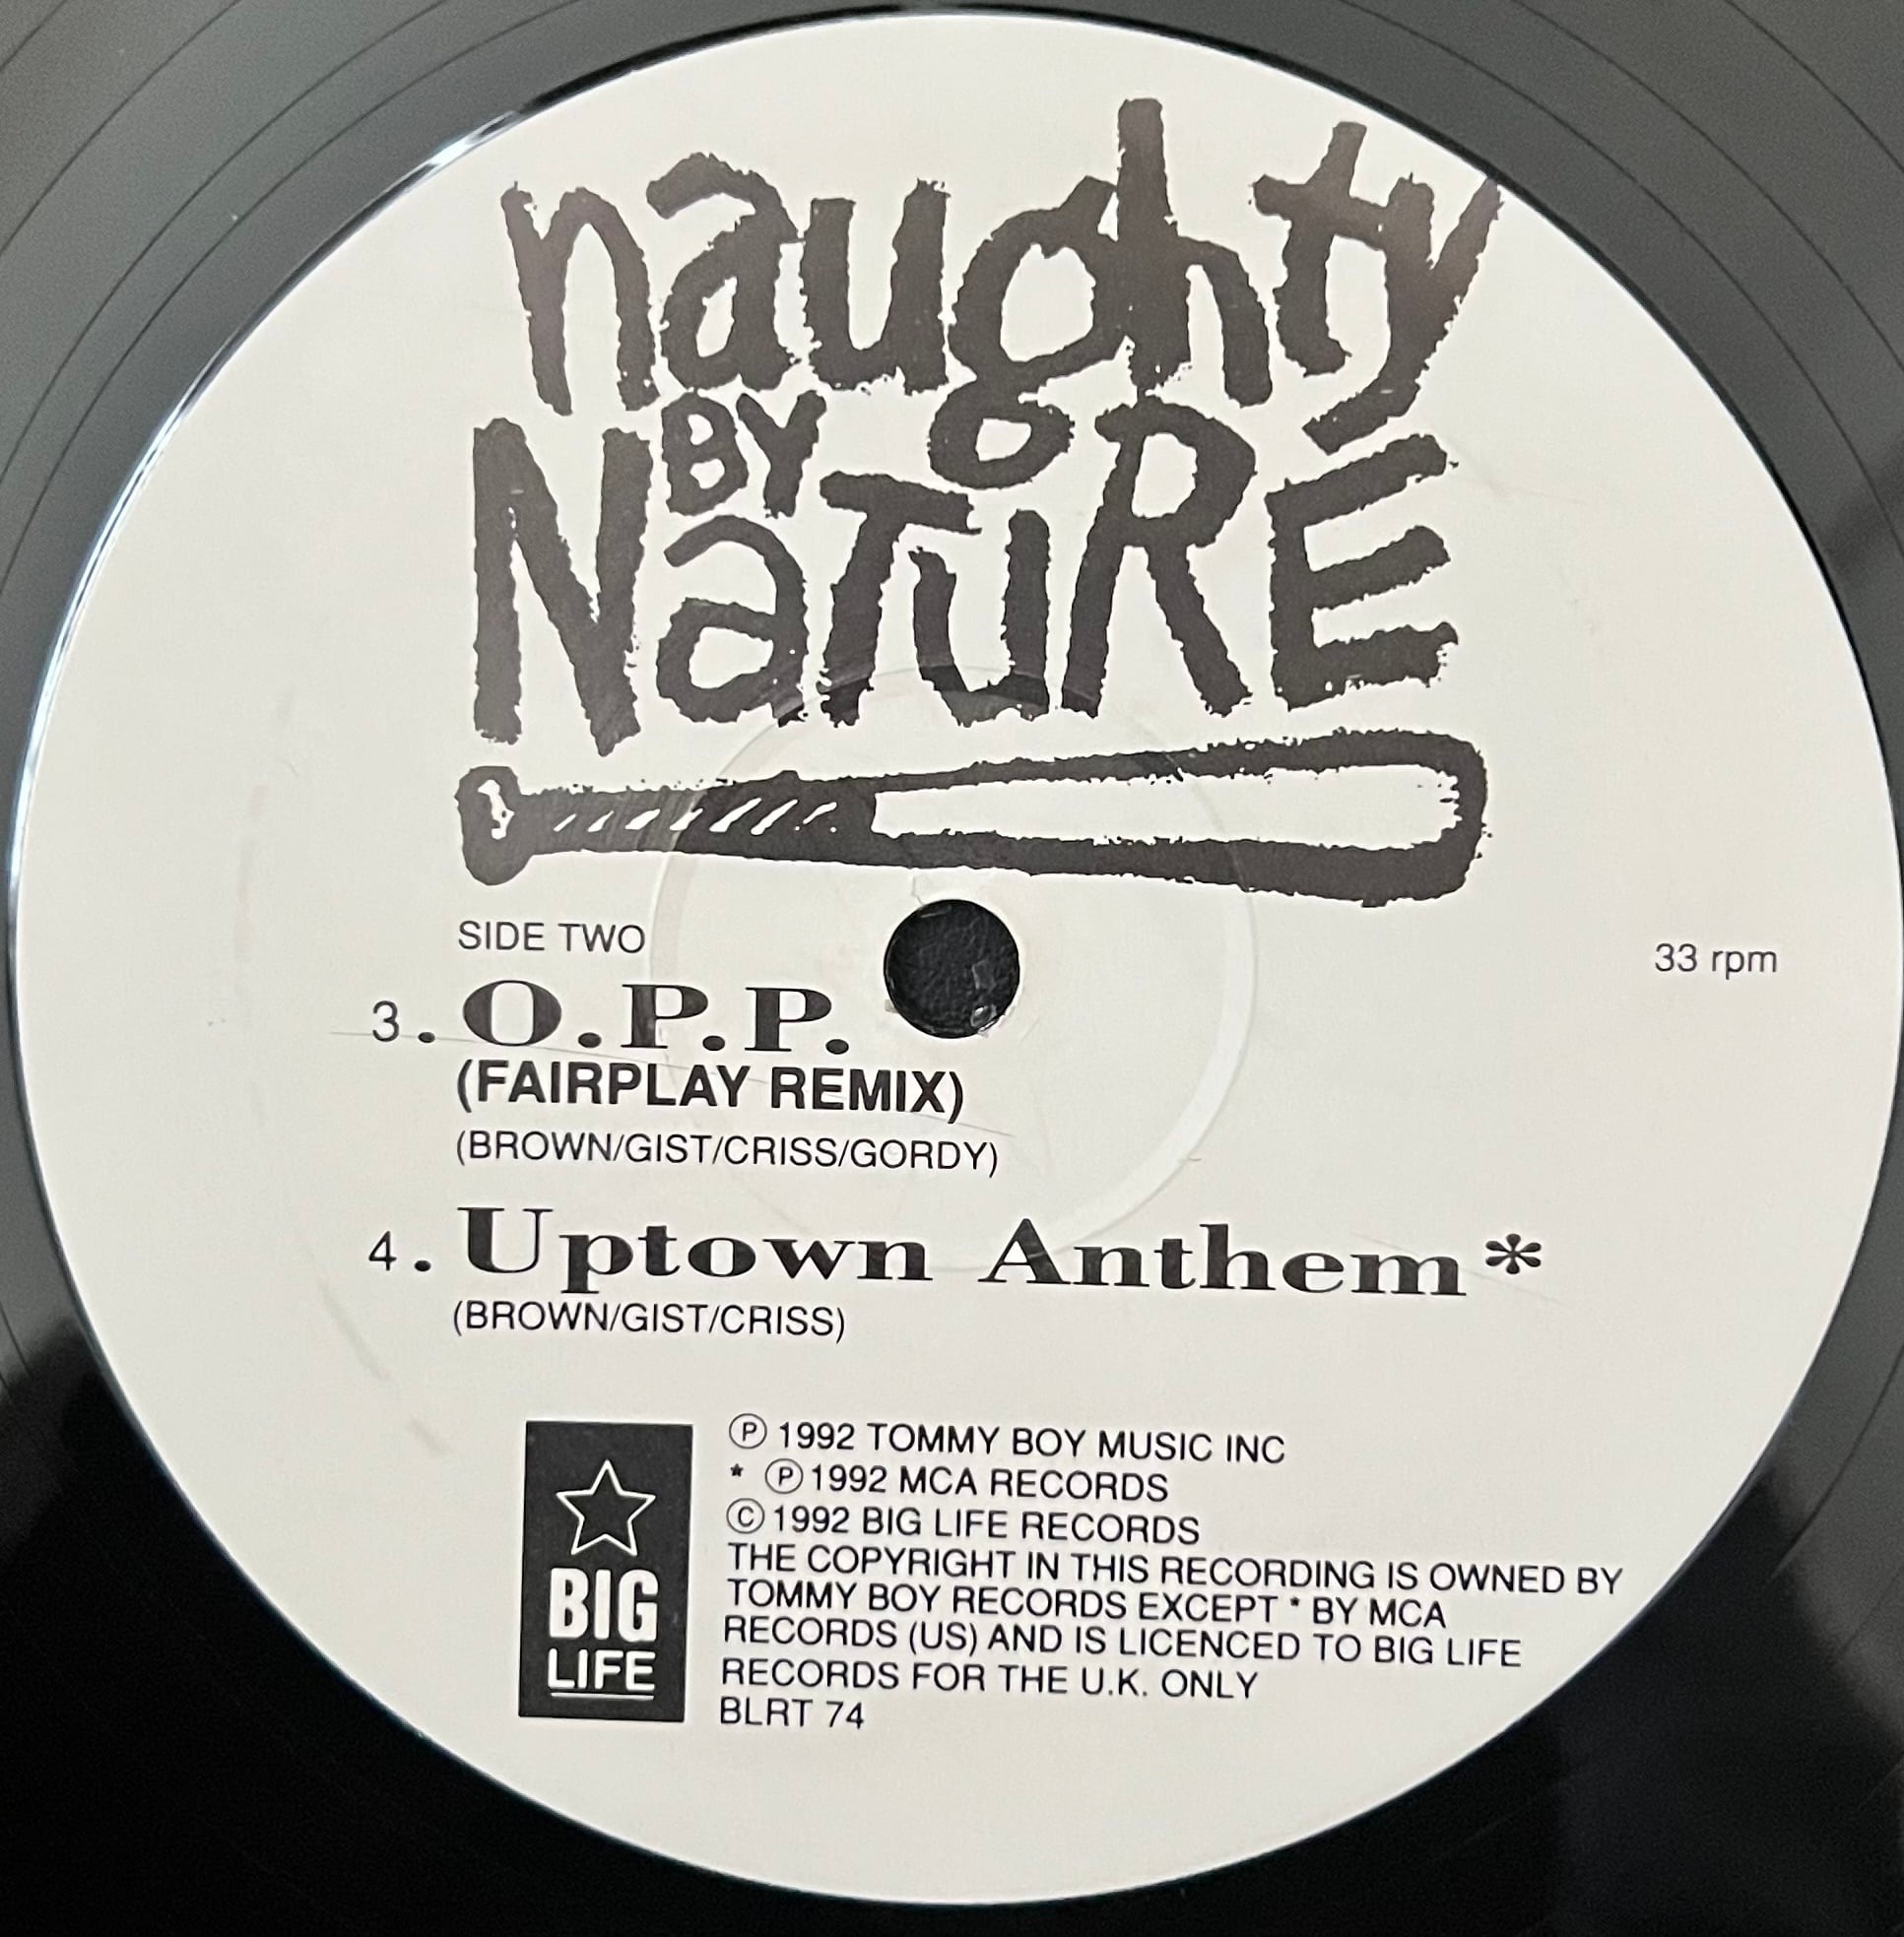 naughty
BY
NaTuRE
SIDE TWO
33 rpm
3. O.P.P.
(FAIRPLAY REMIX)
(BROWN/GIST/CRISS/GORDY)
4. Uptown Anthem*
(BROWN/GIST/CRISS)
BIG
LIFE
Ⓟ 1992 TOMMY BOY MUSIC INC
* Ⓟ 1992 MCA RECORDS
© 1992 BIG LIFE RECORDS
THE COPYRIGHT IN THIS RECORDING IS OWNED BY
TOMMY BOY RECORDS EXCEPT * BY MCA
RECORDS (US) AND IS LICENCED TO BIG LIFE
RECORDS FOR THE U.K. ONLY
BLRT 74